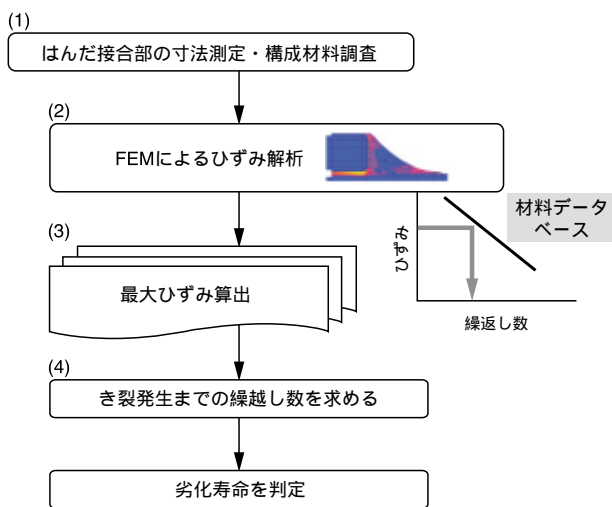 (1)
はんだ接合部の寸法測定・構成材料調査
(2)
FEMによるひずみ解析
材料データ
ベース
ひずみ
繰返し数
(3)
最大ひずみ算出
(4)
き裂発生までの繰越し数を求める
劣化寿命を判定